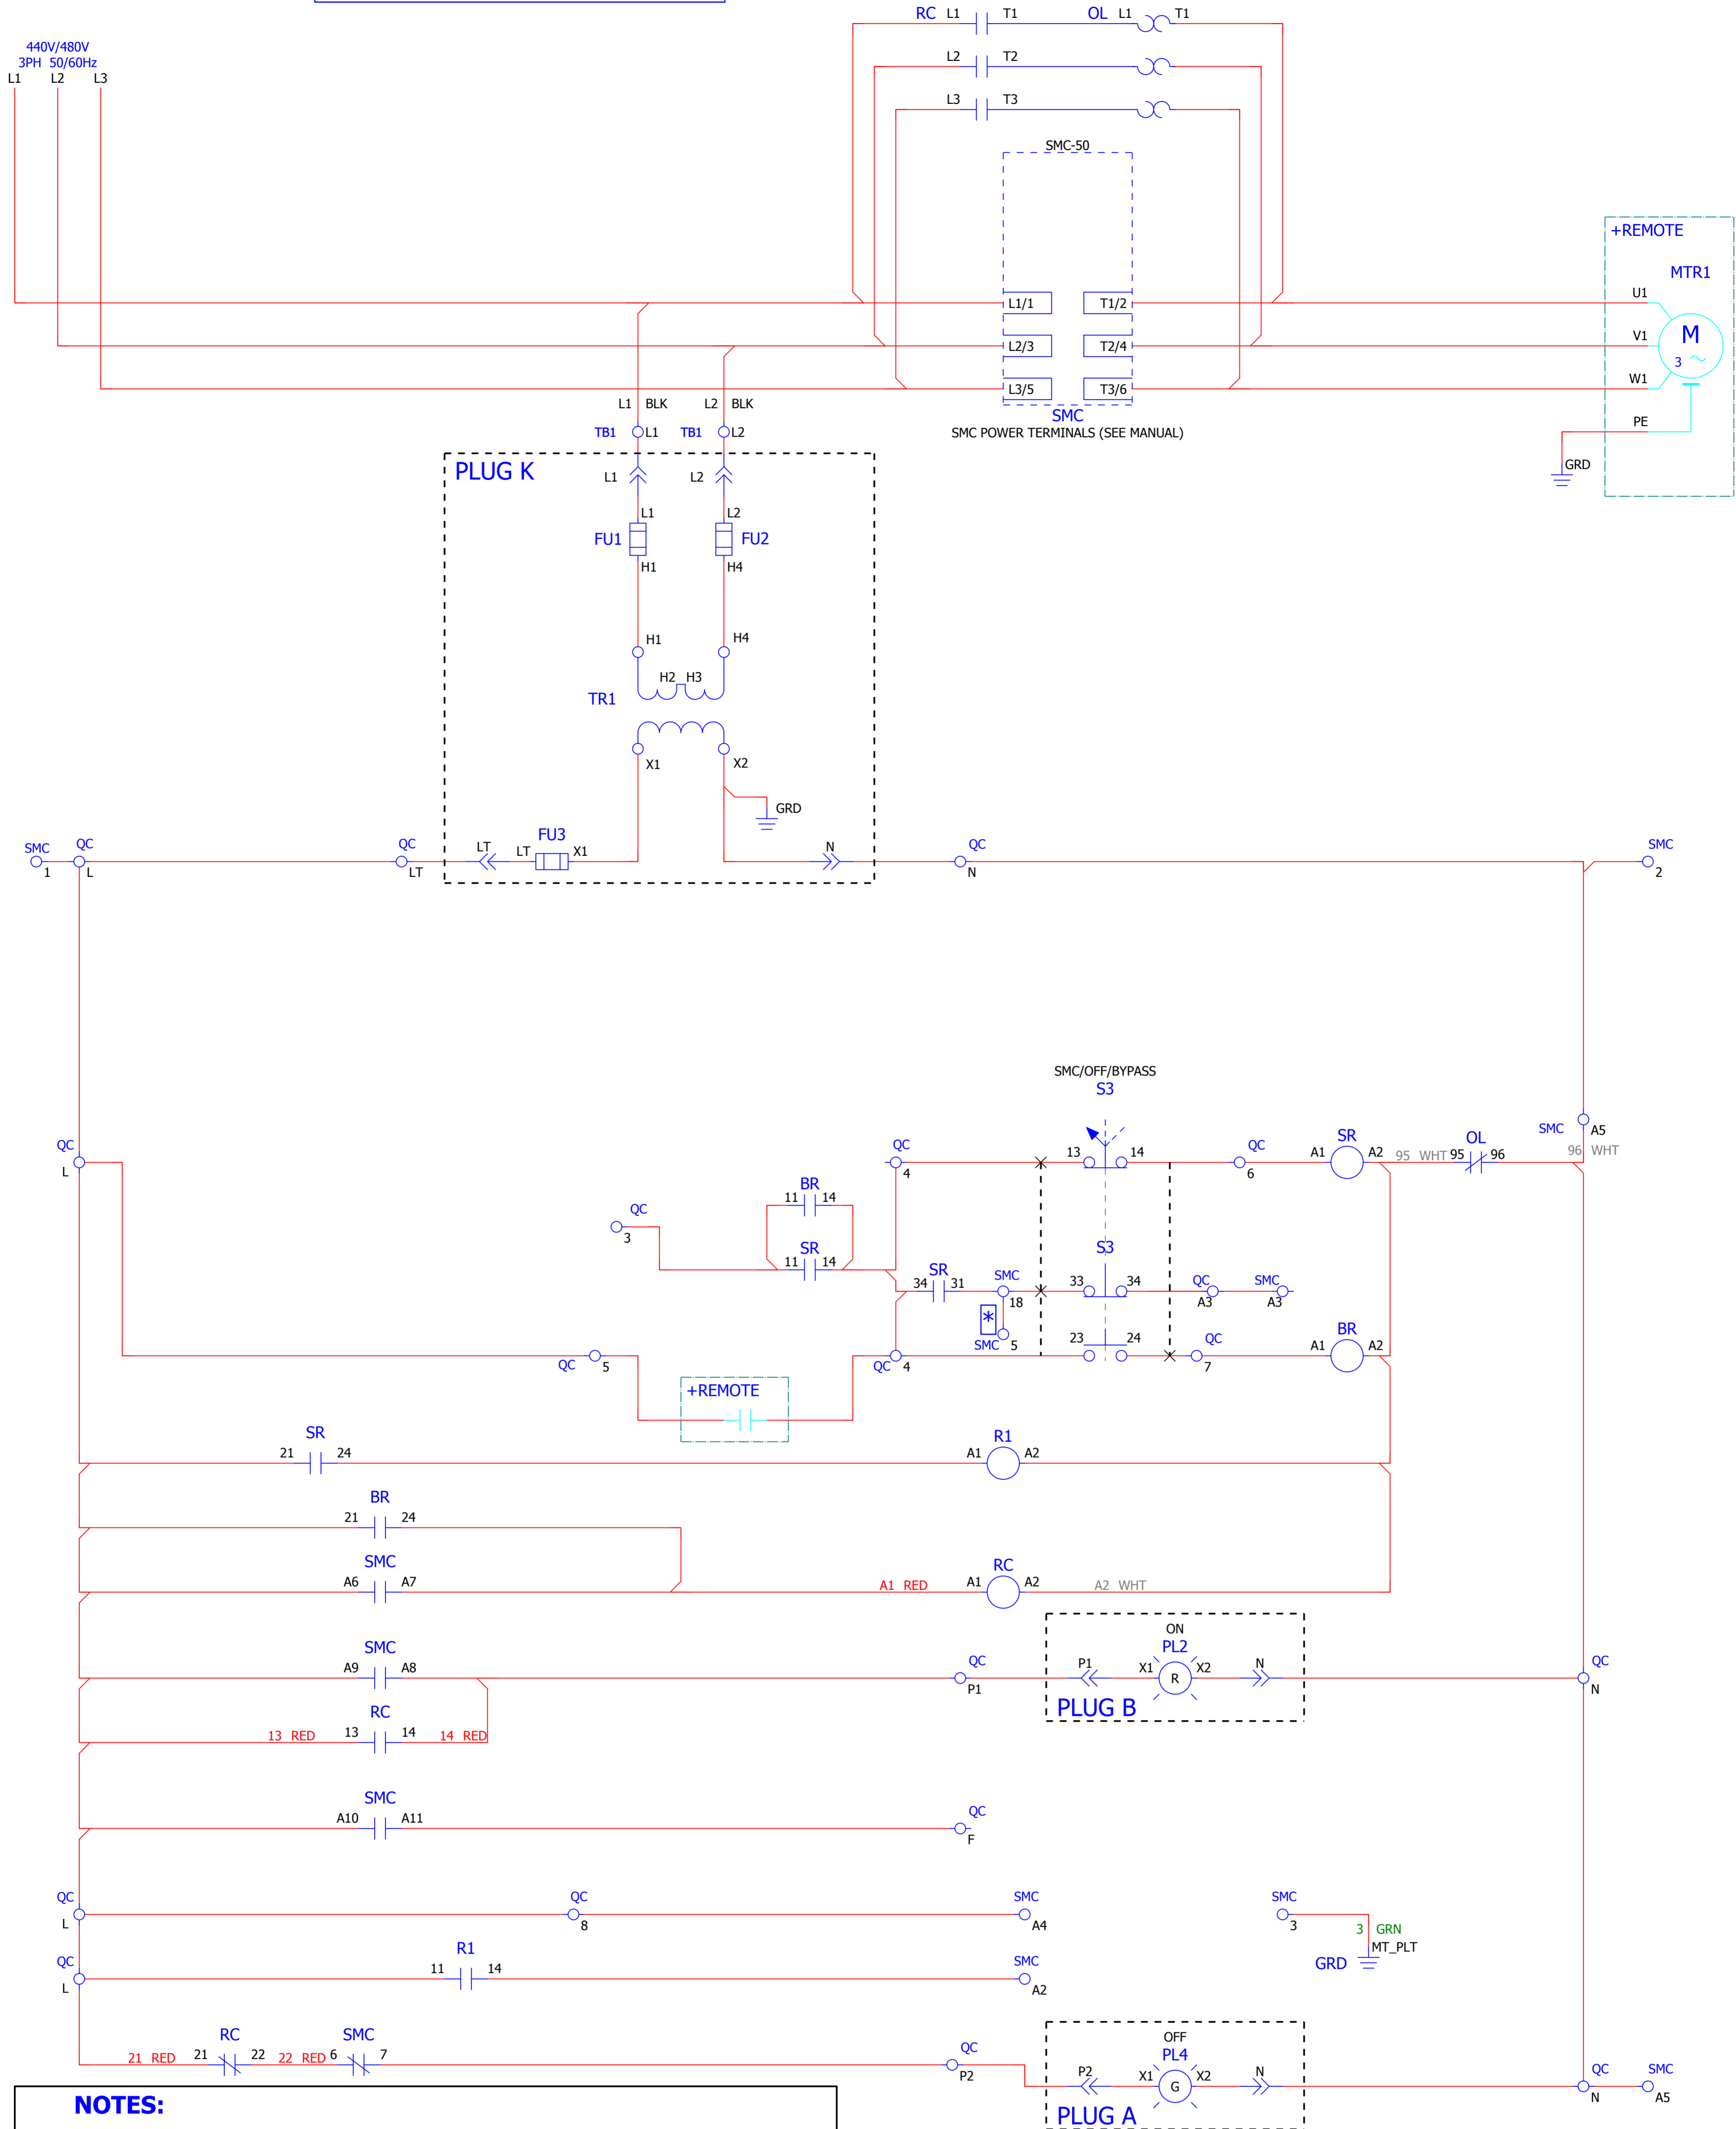 RC L1 T1 OL L1 T1
440V/480V
3PH 50/60Hz
L1 L2 L3
L2 T2
L3 T3
SMC-50
+REMOTE
MTR1
L1/1 T1/2 U1
M
3
L2/3 T2/4 V1
L3/5 T3/6 W1
L1 BLK L2 BLK
SMC
PE
TB1 L1 TB1 L2
SMC POWER TERMINALS (SEE MANUAL)
GRD
PLUG K
L1 L2
L1 L2
FU1 FU2
H1 H4
H1 H4
H2 H3
TR1
X1 X2
GRD
SMC QC QC LT LT FU3 X1 N QC SMC
1 L LT N 2
SMC/OFF/BYPASS
S3
SMC A5
QC QC 13 14 QC SR OL
A1 A2 95 WHT 95 96 96 WHT
L 4 6
BR
11 14
QC
3
SR
11 14
S3
SR
34 31 SMC 33 34 QC SMC
18 A3 A3
*
SMC 5 23 24 QC BR
A1 A2
QC 5 QC 4 7
+REMOTE
SR R1
21 24 A1 A2
BR
21 24
SMC RC
A6 A7 A1 RED A1 A2 A2 WHT
ON
SMC PL2
A9 A8 QC P1 X1 R X2 N QC
P1 N
RC PLUG B
13 RED 13 14 14 RED
SMC
A10 A11 QC
F
QC QC SMC SMC
L 8 A4 3
3 GRN
MT_PLT
GRD
QC R1 SMC
L 11 14 A2
OFF
RC SMC PL4
21 RED 21 22 22 RED 6 7 QC
P2 P2 X1 G X2 N QC SMC
N A5
NOTES:
PLUG A